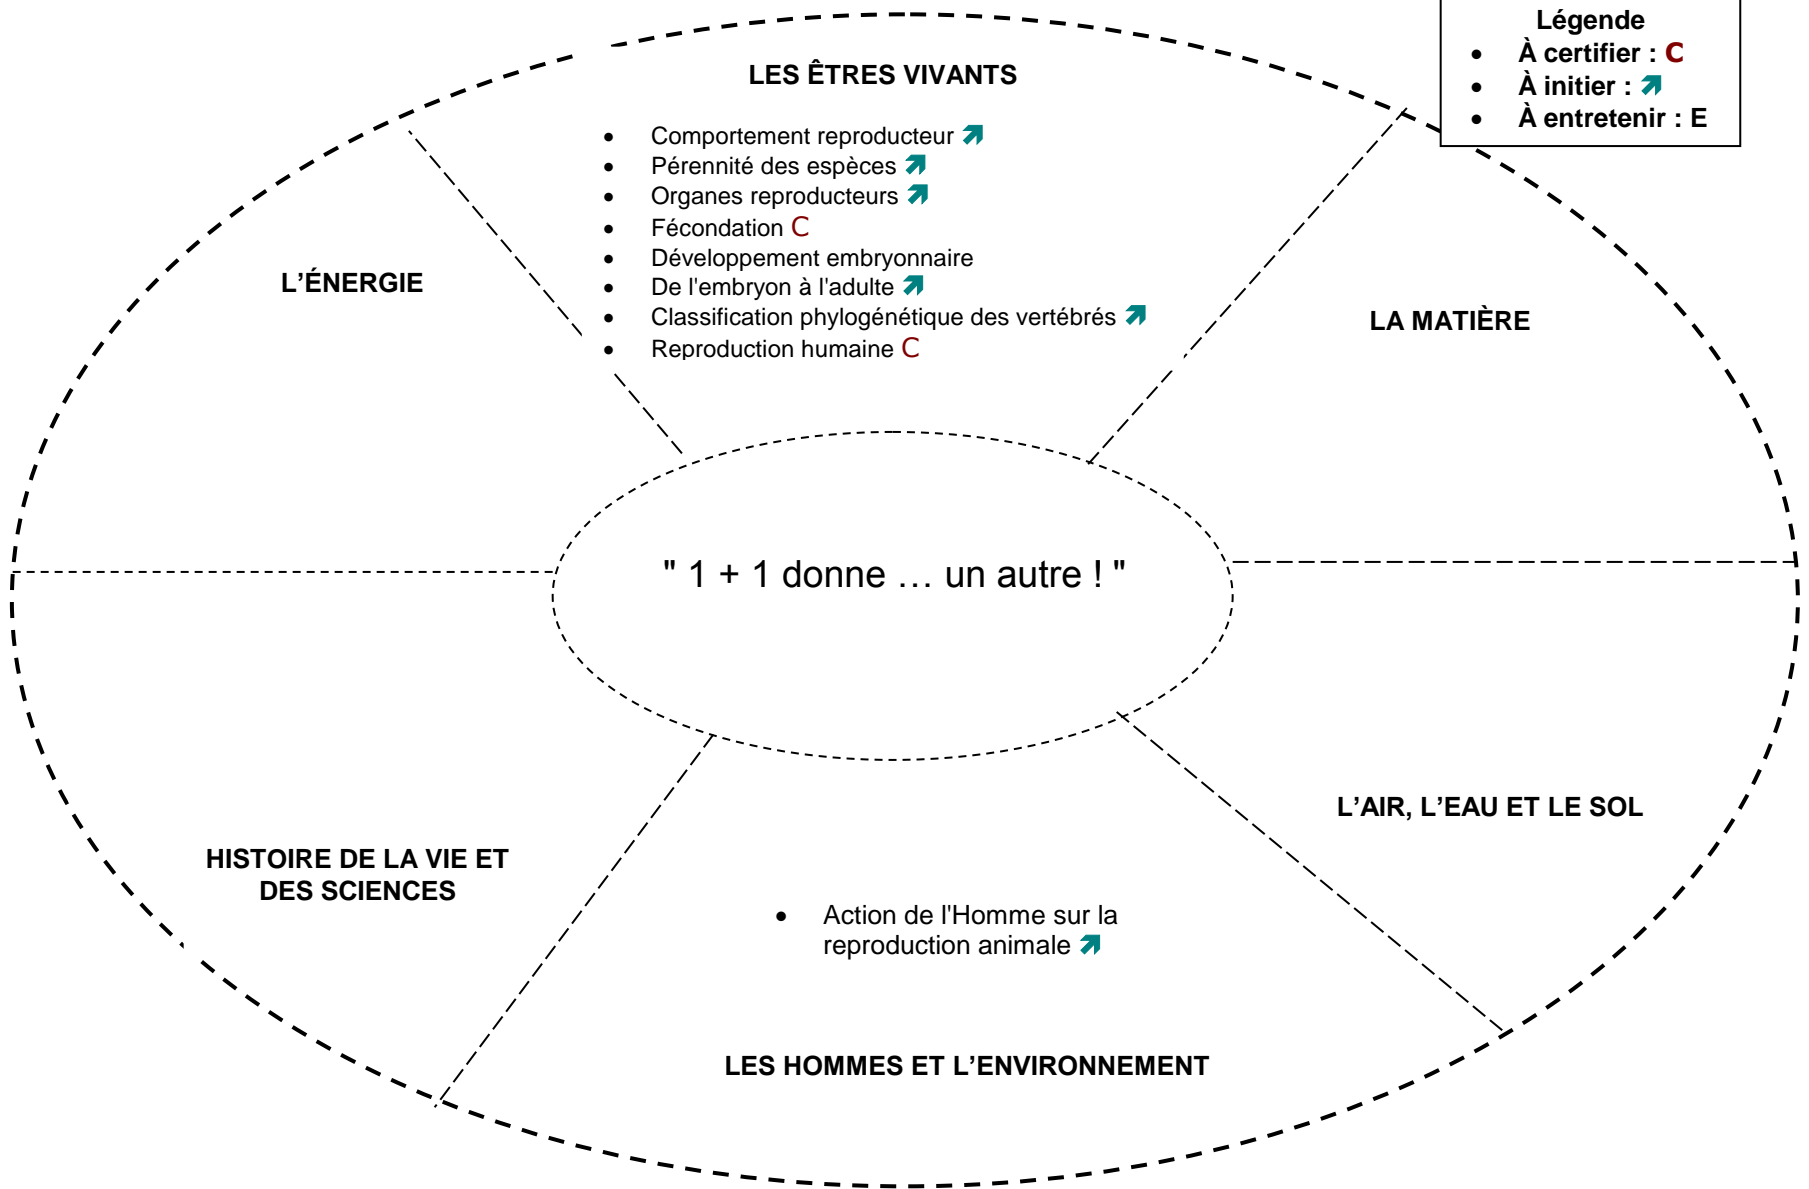 Légende
• À certifier : C
• À initier : ↗
• À entretenir : E
LES ÊTRES VIVANTS
• Comportement reproducteur ↗
• Pérennité des espèces ↗
• Organes reproducteurs ↗
• Fécondation C
• Développement embryonnaire
• De l'embryon à l'adulte ↗
• Classification phylogénétique des vertébrés ↗
• Reproduction humaine C
L'ÉNERGIE
LA MATIÈRE
" 1 + 1 donne … un autre ! "
L'AIR, L'EAU ET LE SOL
HISTOIRE DE LA VIE ET
DES SCIENCES
• Action de l'Homme sur la
reproduction animale ↗
LES HOMMES ET L'ENVIRONNEMENT